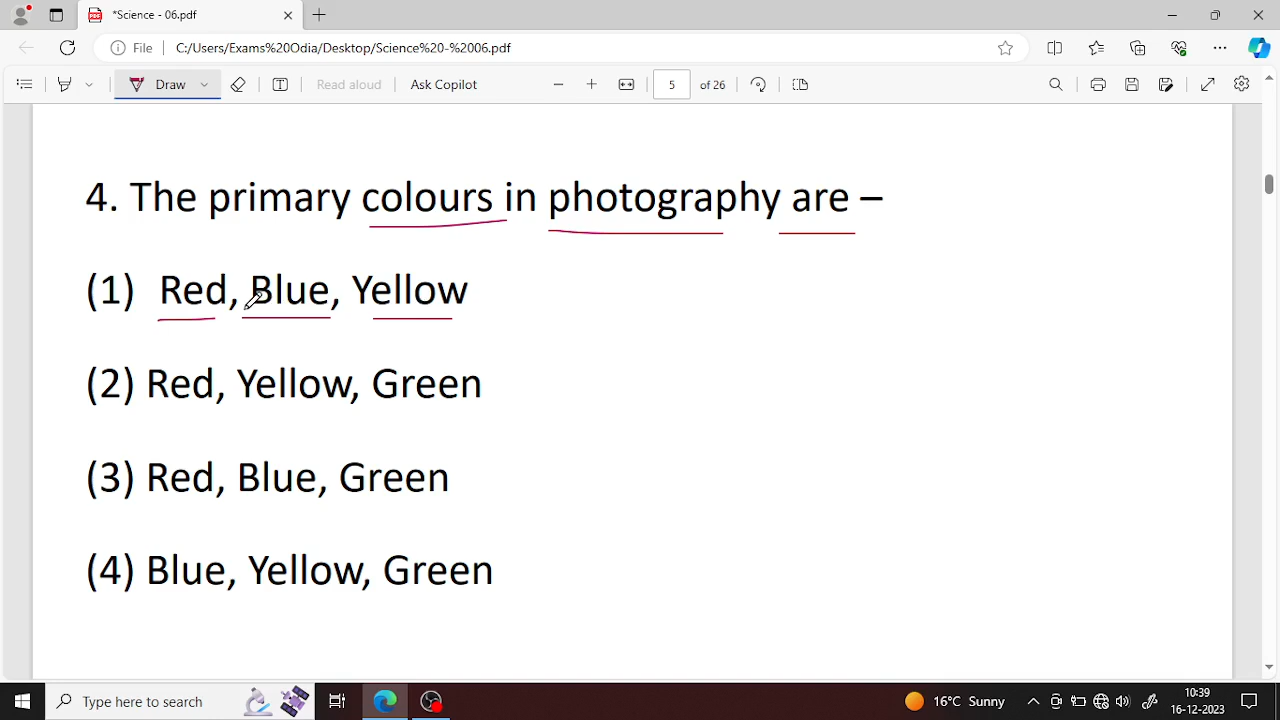 *Science - 06.pdf
File
C:/Users/Exams%20Odia/Desktop/Science%20-%2006.pdf
Draw
Read aloud
Ask Copilot
5
of 26
4. The primary colours in photography are –
(1) Red, Blue, Yellow
(2) Red, Yellow, Green
(3) Red, Blue, Green
(4) Blue, Yellow, Green
Type here to search
16°C Sunny
10:39
16-12-2023